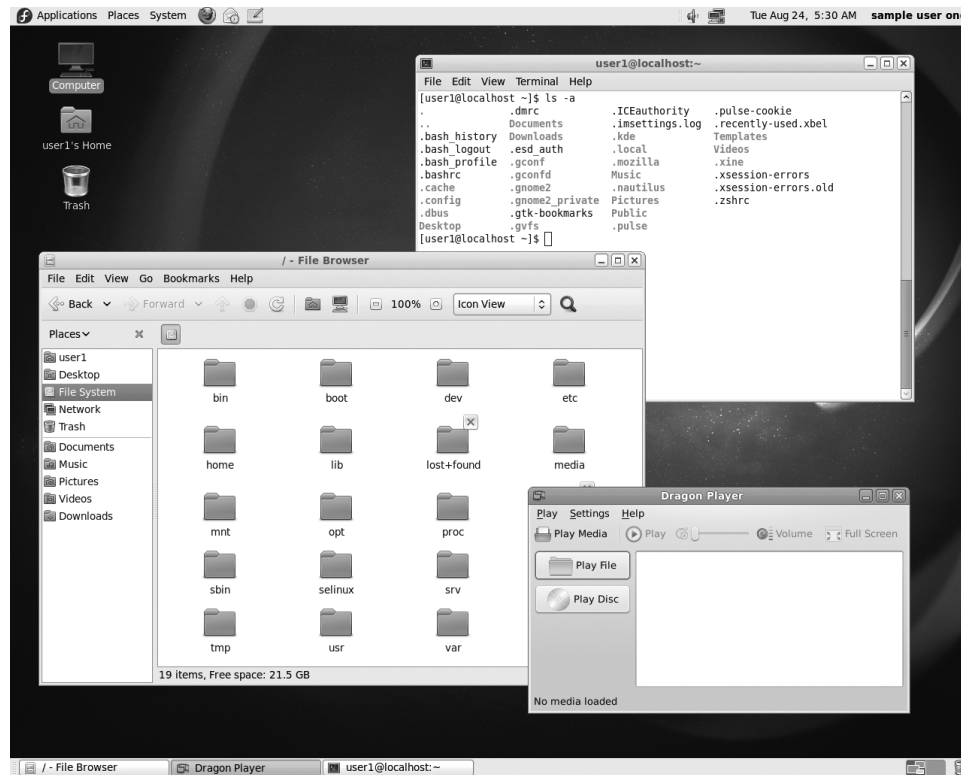 Applications Places System Tue Aug 24, 5:30 AM sample user one
Computer
user1's Home
Trash
user1@localhost:~
File Edit View Terminal Help
[user1@localhost ~]$ ls -a
. .dmrc .ICEauthority .pulse-cookie
.. Documents .imsettings.log .recently-used.xbel
.bash_history Downloads .kde Templates
.bash_logout .esd_auth .local Videos
.bash_profile .gconf .mozilla .xine
.bashrc .gconfd Music .xsession-errors
.cache .gnome2 .nautilus .xsession-errors.old
.config .gnome2_private Pictures .zshrc
.dbus .gtk-bookmarks Public
Desktop .gvfs .pulse
[user1@localhost ~]$
/ - File Browser
File Edit View Go Bookmarks Help
Back Forward 100% Icon View
Places
user1
Desktop
File System
Network
Trash
Documents
Music
Pictures
Videos
Downloads
bin boot dev etc
home lib lost+found media
mnt opt proc
sbin selinux srv
tmp usr var
19 items, Free space: 21.5 GB
Dragon Player
Play Settings Help
Play Media Play Volume Full Screen
Play File
Play Disc
No media loaded
/ - File Browser Dragon Player user1@localhost:~